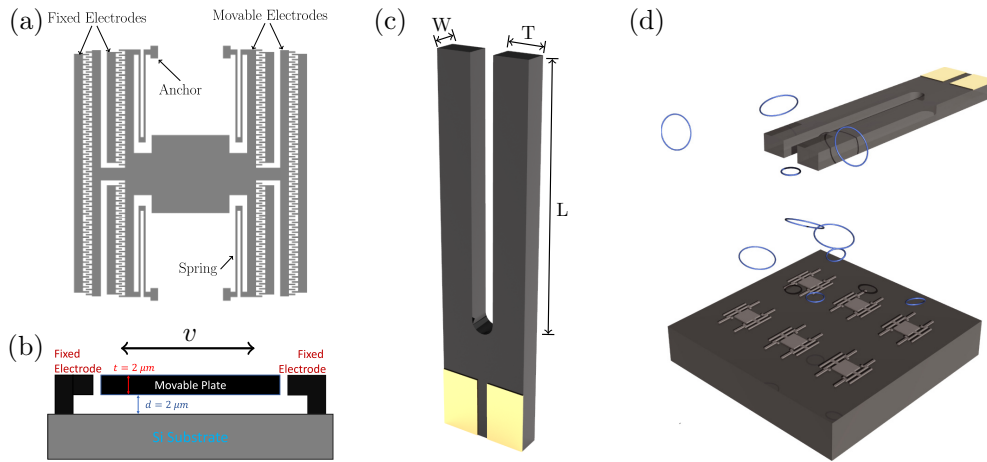 (a)
Fixed Electrodes
Movable Electrodes
Anchor
Spring
(b)
v
Fixed
Electrode
t = 2 μm
Movable Plate
Fixed
Electrode
d = 2 μm
Si Substrate
(c)
W
T
L
(d)